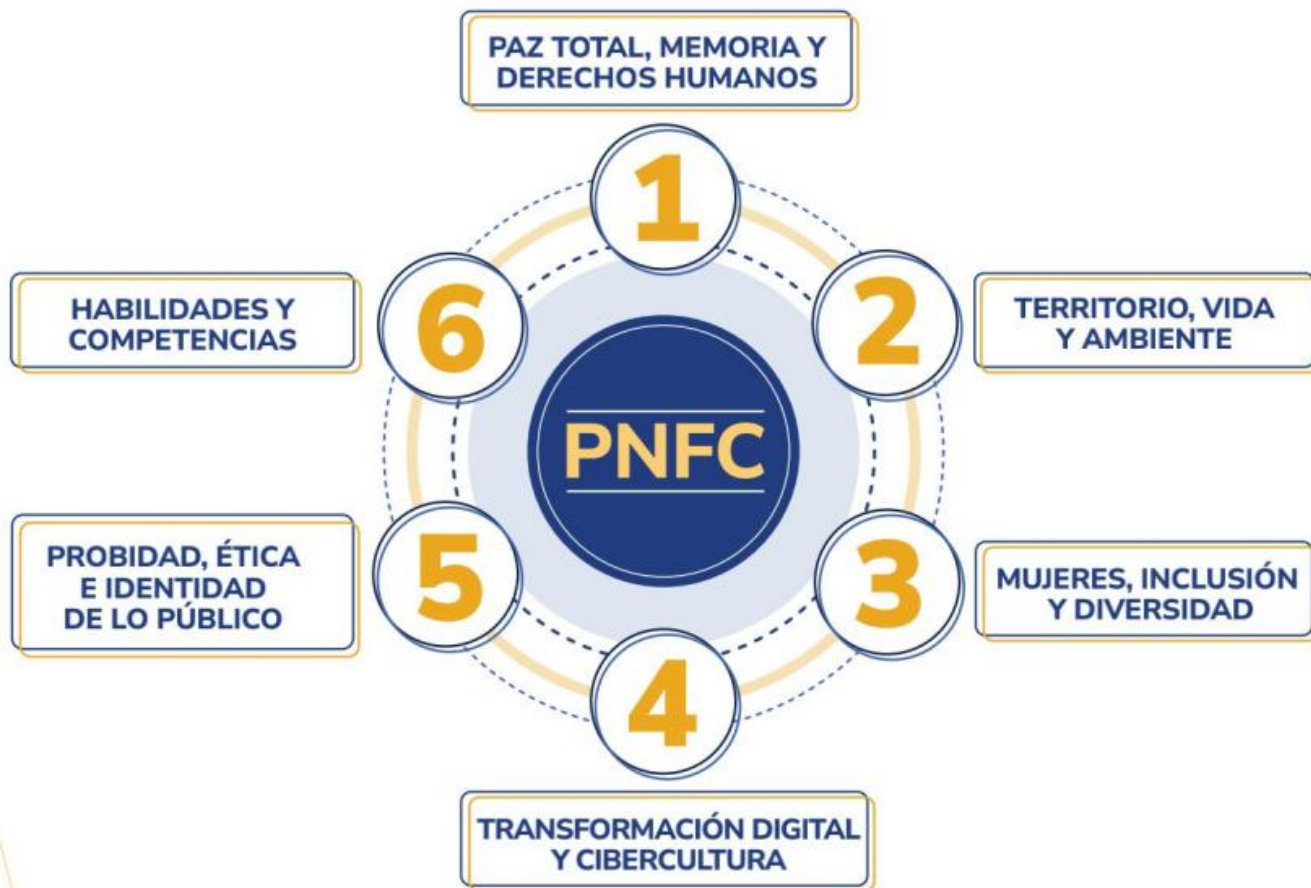 PAZ TOTAL, MEMORIA Y
DERECHOS HUMANOS
1
2
TERRITORIO, VIDA
Y AMBIENTE
3
MUJERES, INCLUSIÓN
Y DIVERSIDAD
4
TRANSFORMACIÓN DIGITAL
Y CIBERCULTURA
5
PROBIDAD, ÉTICA
E IDENTIDAD
DE LO PÚBLICO
6
HABILIDADES Y
COMPETENCIAS
PNFC